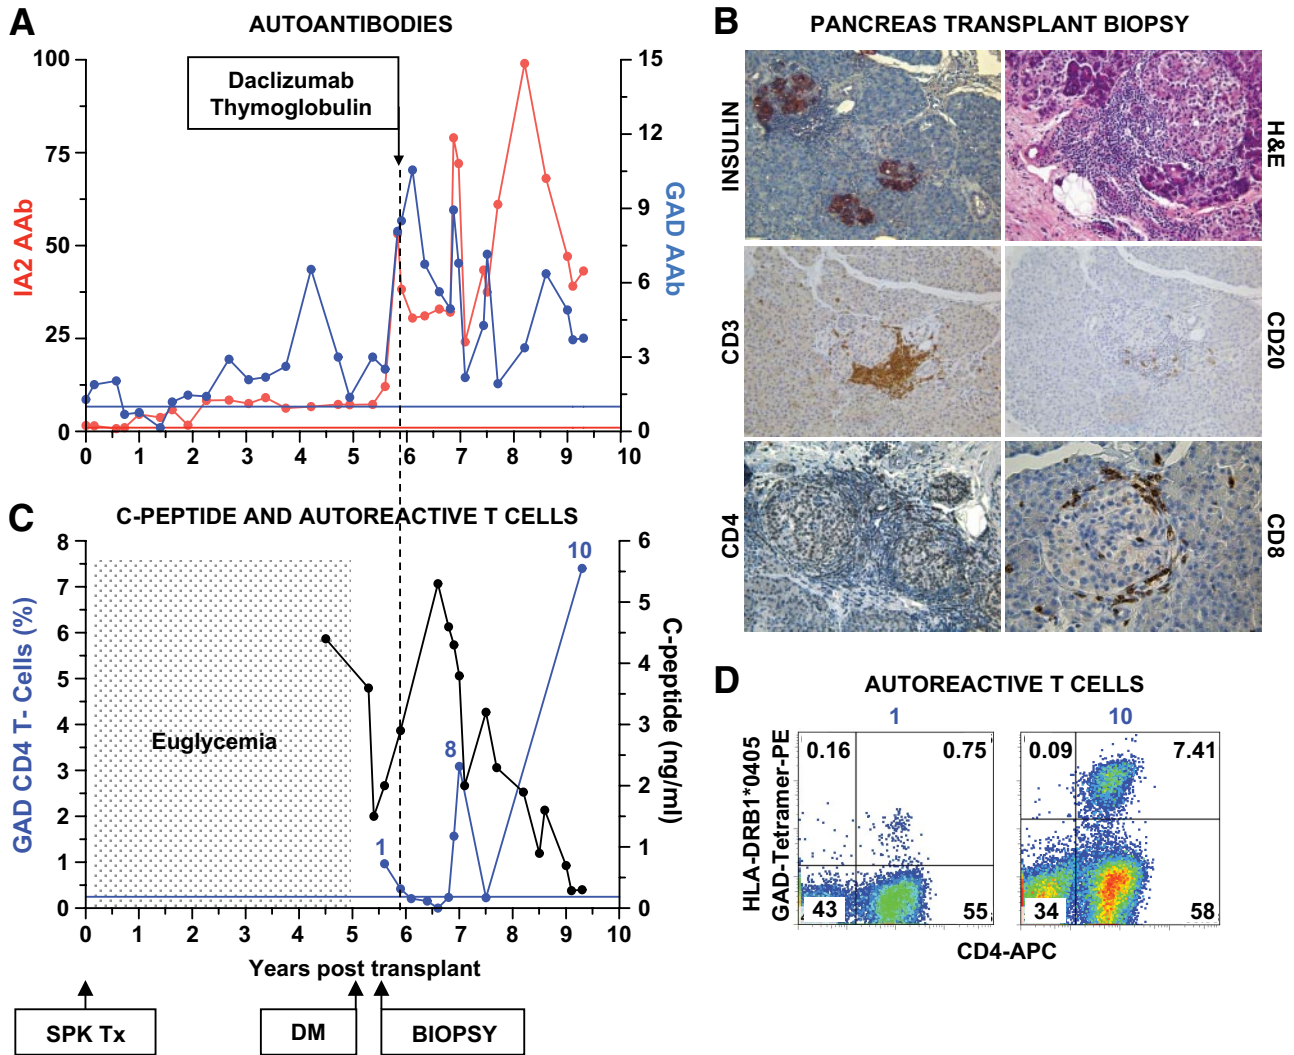 A
AUTOANTIBODIES
Daclizumab
Thymoglobulin
100
75
50
25
0
IA2 AAb
15
12
9
6
3
0
GAD AAb
0 1 2 3 4 5 6 7 8 9 10
B
PANCREAS TRANSPLANT BIOPSY
INSULIN
H&E
CD3
CD20
CD4
CD8
C
C-PEPTIDE AND AUTOREACTIVE T CELLS
8
7
6
5
4
3
2
1
0
GAD CD4 T- Cells (%)
6
5
4
3
2
1
0
C-peptide (ng/ml)
Euglycemia
1
8
10
0 1 2 3 4 5 6 7 8 9 10
Years post transplant
SPK Tx
DM
BIOPSY
D
AUTOREACTIVE T CELLS
1
10
HLA-DRB1*0405
GAD-Tetramer-PE
0.16 0.75
43 55
0.09 7.41
34 58
CD4-APC